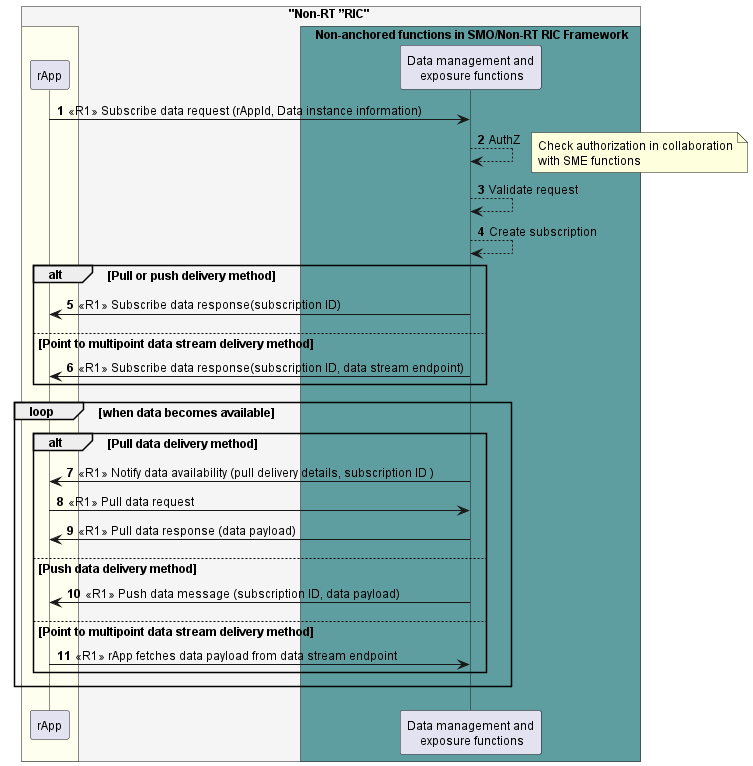 "Non-RT ”RIC"
Non-anchored functions in SMO/Non-RT RIC Framework
rApp
Data management and
exposure functions
1 «R1» Subscribe data request (rAppId, Data instance information)
2 AuthZ
Check authorization in collaboration
with SME functions
3 Validate request
4 Create subscription
alt [Pull or push delivery method]
5 «R1» Subscribe data response(subscription ID)
[Point to multipoint data stream delivery method]
6 «R1» Subscribe data response(subscription ID, data stream endpoint)
loop [when data becomes available]
alt [Pull data delivery method]
7 «R1» Notify data availability (pull delivery details, subscription ID )
8 «R1» Pull data request
9 «R1» Pull data response (data payload)
[Push data delivery method]
10 «R1» Push data message (subscription ID, data payload)
[Point to multipoint data stream delivery method]
11 «R1» rApp fetches data payload from data stream endpoint
rApp
Data management and
exposure functions